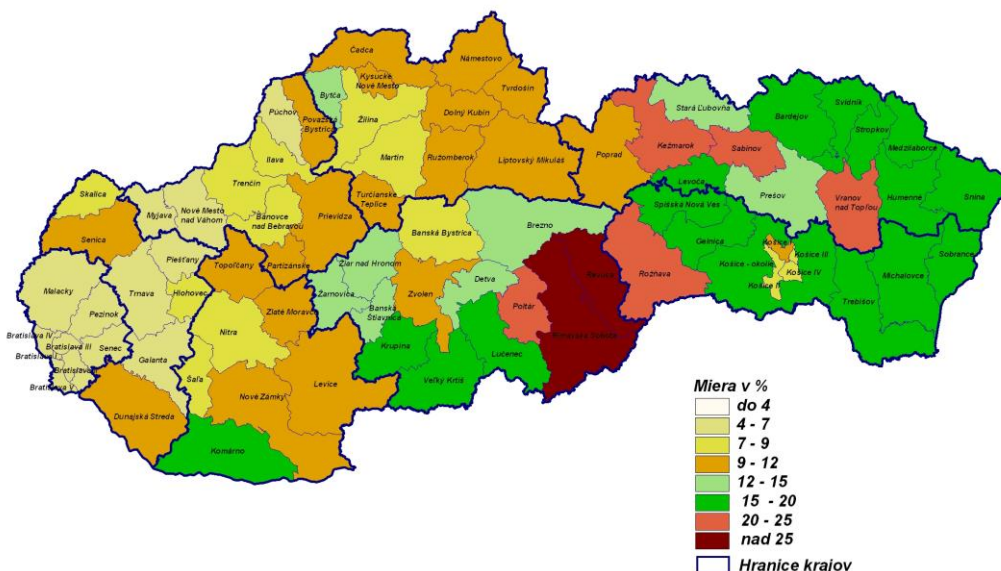 Čadca
Námestovo
Kysucké
Nové Mesto
Tvrdošín
Bytča
Púchov
Považská
Bystrica
Dolný Kubín
Stará Ľubovňa
Svidník
Bardejov
Stropkov
Žilina
Kežmarok
Sabinov
Medzilaborce
Ilava
Martin
Ružomberok
Liptovský Mikuláš
Poprad
Levoča
Prešov
Vranov
nad Topľou
Humenné
Snina
Skalica
Trenčín
Turčianske
Teplice
Myjava
Nové Mesto
nad Váhom
Bánovce
nad Bebravou
Prievidza
Spišská Nová Ves
Senica
Banská Bystrica
Brezno
Gelnica
Košice I
Košice III
Sobrance
Piešťany
Topoľčany
Partizánske
Žiar nad Hronom
Košice - okolie
Košice IV
Košice II
Michalovce
Malacky
Trnava
Hlohovec
Žarnovica
Zvolen
Detva
Revúca
Rožňava
Trebišov
Pezinok
Zlaté Moravce
Banská
Štiavnica
Poltár
Nitra
Rimavská Sobota
Bratislava IV
Bratislava III
Senec
Krupina
Lučenec
Bratislava I
Bratislava II
Bratislava V
Galanta
Šaľa
Levice
Veľký Krtíš
Dunajská Streda
Nové Zámky
Komárno
Miera v %
do 4
4 - 7
7 - 9
9 - 12
12 - 15
15 - 20
20 - 25
nad 25
Hranice krajov